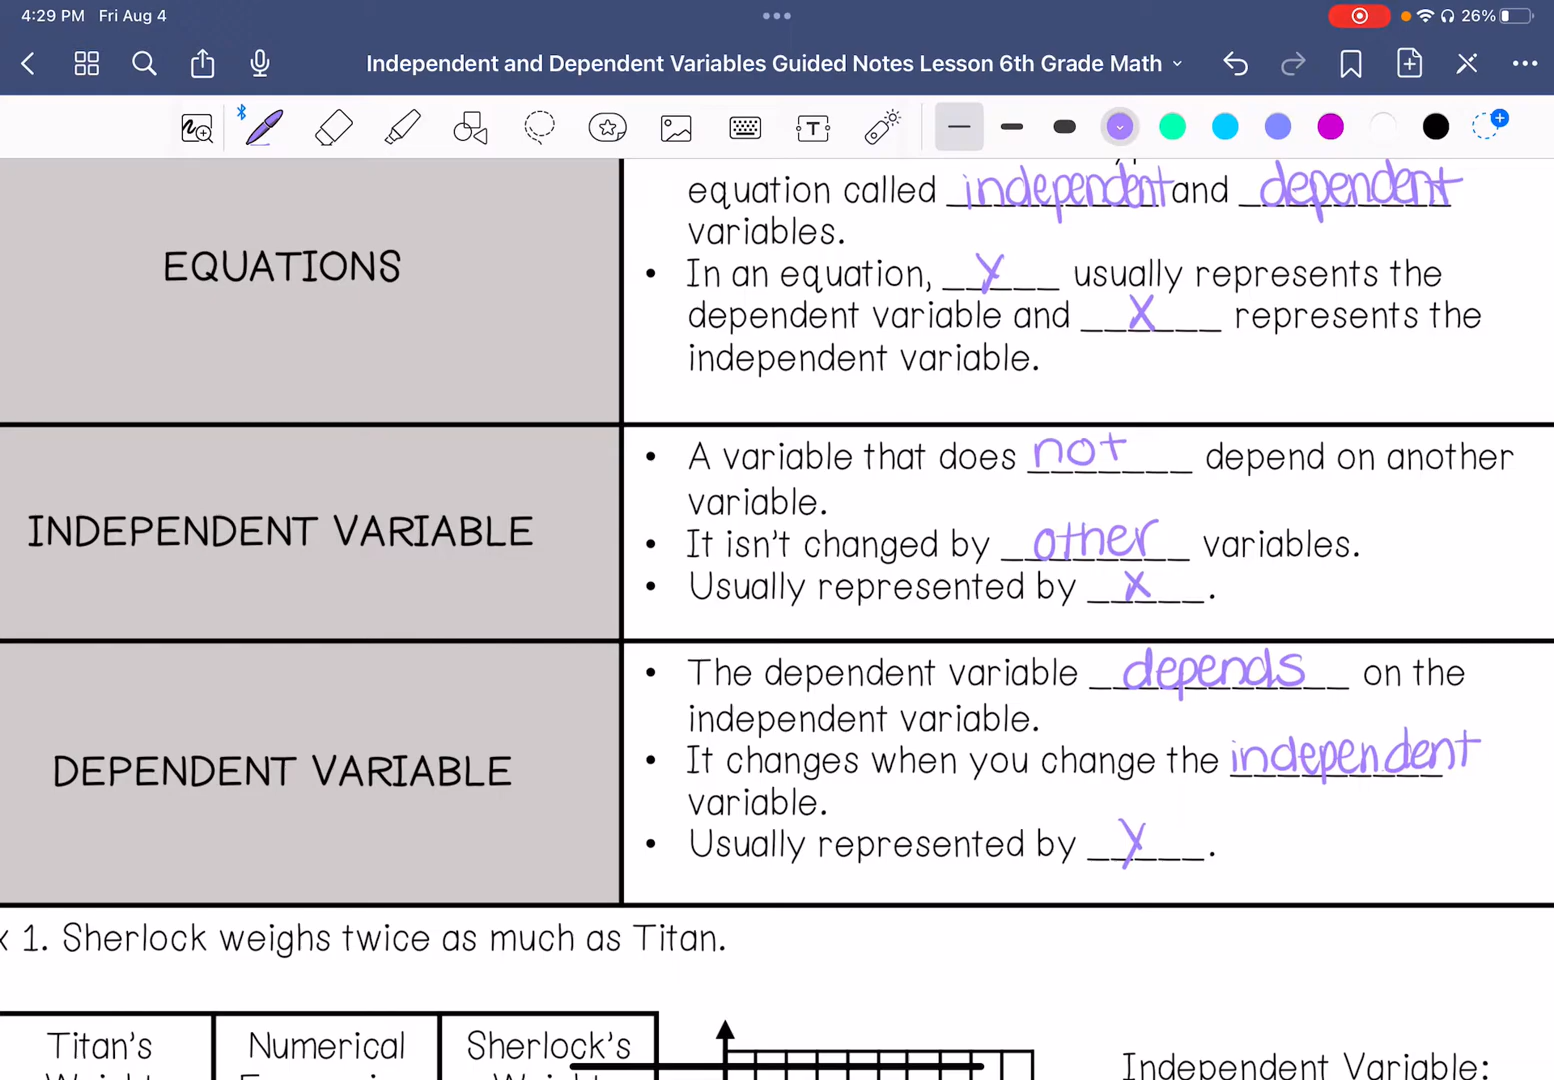 4:29 PM Fri Aug 4
26%
Independent and Dependent Variables Guided Notes Lesson 6th Grade Math
T
equation called independent and dependent
variables.
EQUATIONS
• In an equation, y usually represents the
dependent variable and x represents the
independent variable.
• A variable that does not depend on another
variable.
INDEPENDENT VARIABLE
• It isn't changed by other variables.
• Usually represented by x.
• The dependent variable depends on the
independent variable.
DEPENDENT VARIABLE
• It changes when you change the independent
variable.
• Usually represented by y.
x 1. Sherlock weighs twice as much as Titan.
Titan's Numerical Sherlock's
Independent Variable: